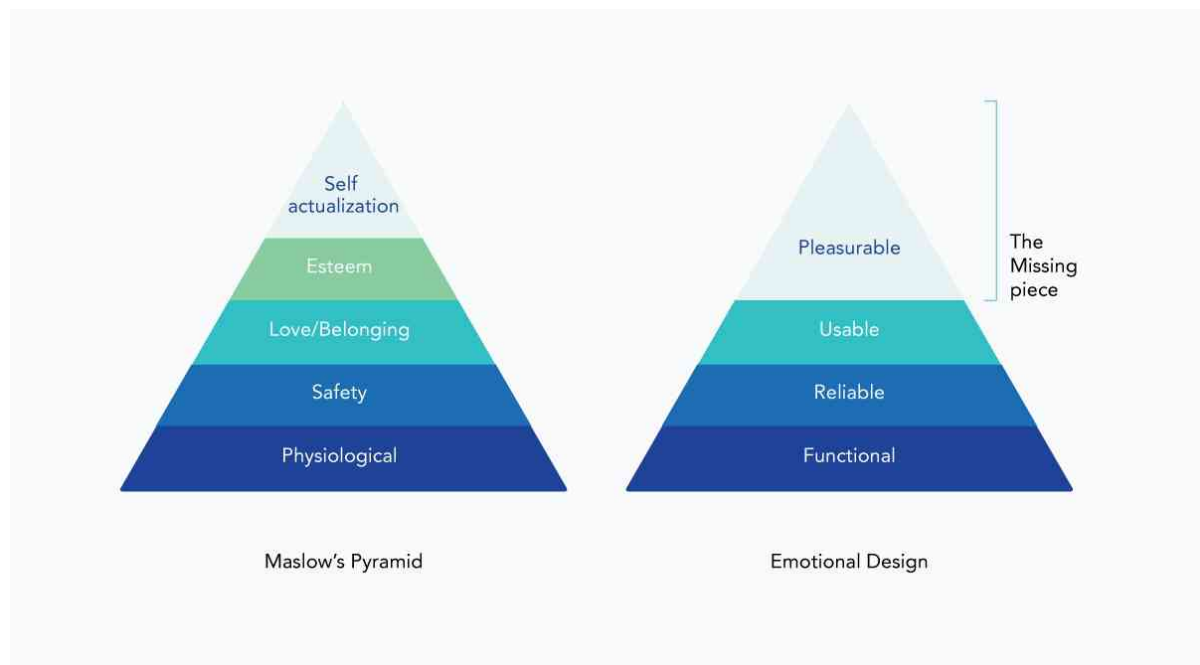 Self
actualization
Esteem
Love/Belonging
Safety
Physiological
Maslow’s Pyramid
Pleasurable
Usable
Reliable
Functional
Emotional Design
The
Missing
piece